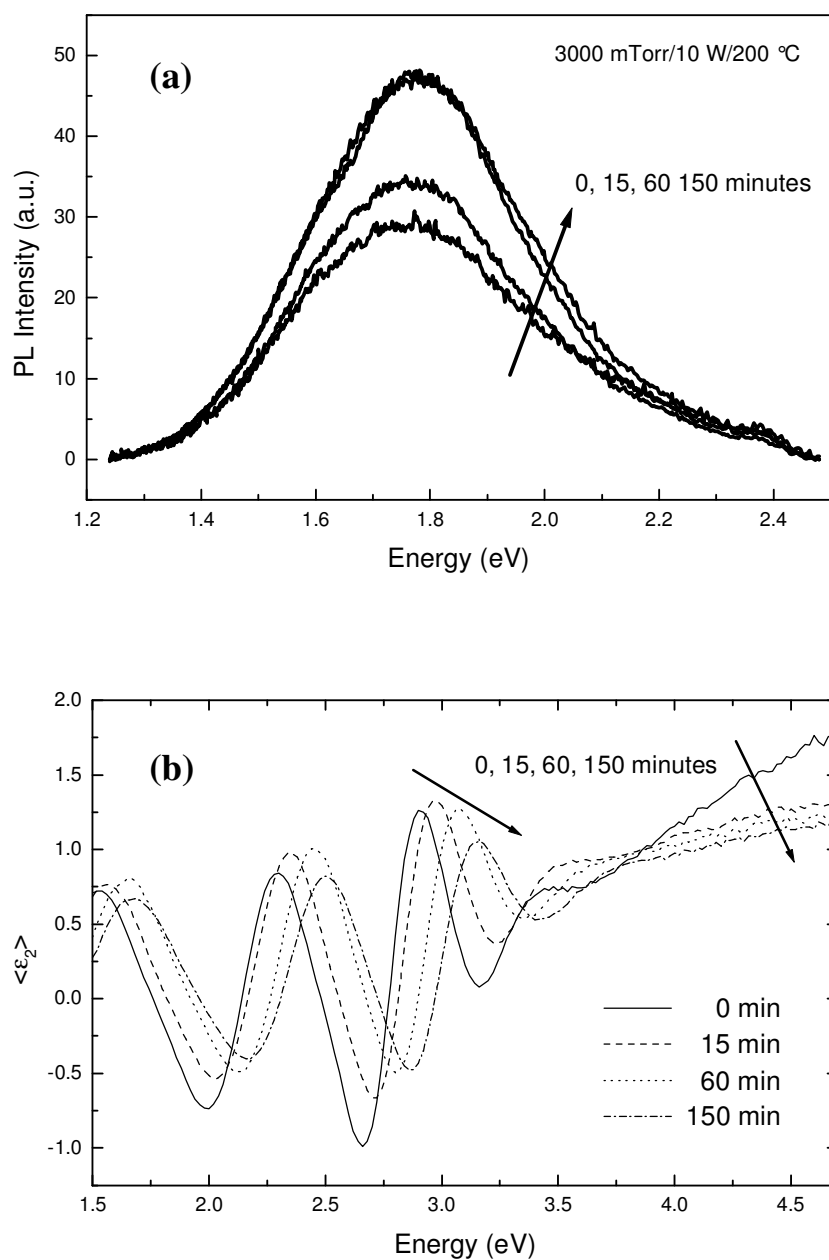 50
40
30
20
10
0
PL Intensity (a.u.)
(a)
3000 mTorr/10 W/200 °C
0, 15, 60 150 minutes
1.2 1.4 1.6 1.8 2.0 2.2 2.4
Energy (eV)
2.0
1.5
1.0
0.5
0.0
-0.5
-1.0
<ε2>
(b)
0, 15, 60, 150 minutes
0 min
15 min
60 min
150 min
1.5 2.0 2.5 3.0 3.5 4.0 4.5
Energy (eV)